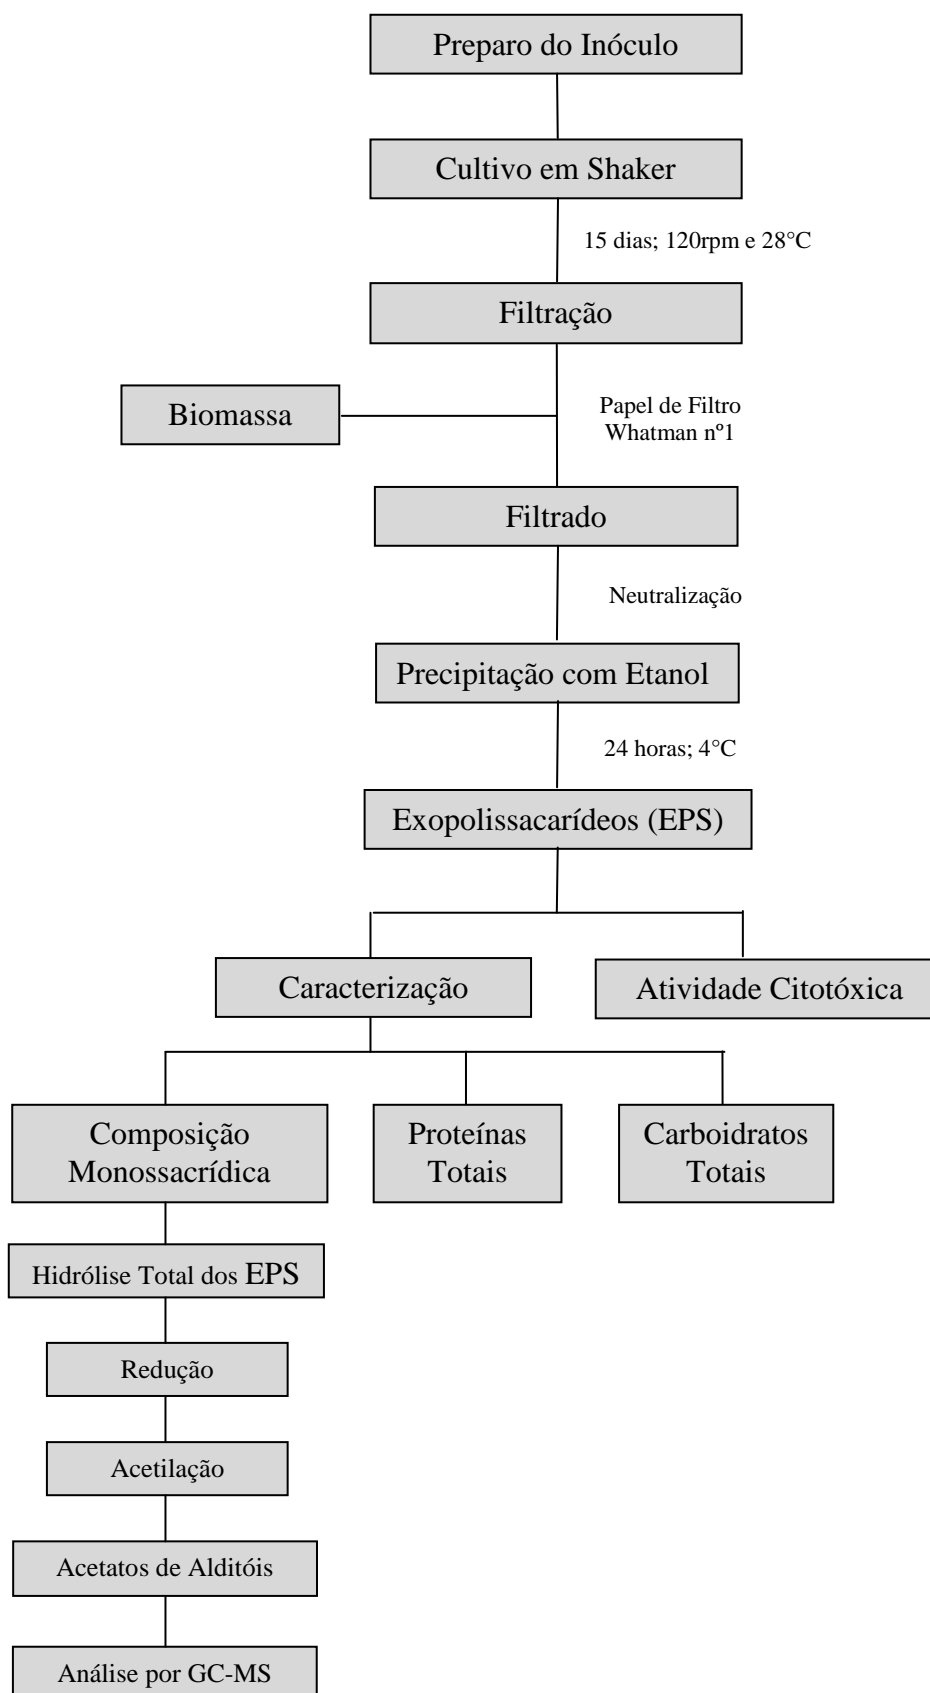 Preparo do Inóculo
Cultivo em Shaker
15 dias; 120rpm e 28°C
Filtração
Biomassa
Papel de Filtro
Whatman nº1
Filtrado
Neutralização
Precipitação com Etanol
24 horas; 4°C
Exopolissacarídeos (EPS)
Caracterização
Atividade Citotóxica
Composição
Monossacrídica
Proteínas
Totais
Carboidratos
Totais
Hidrólise Total dos EPS
Redução
Acetilação
Acetatos de Alditóis
Análise por GC-MS